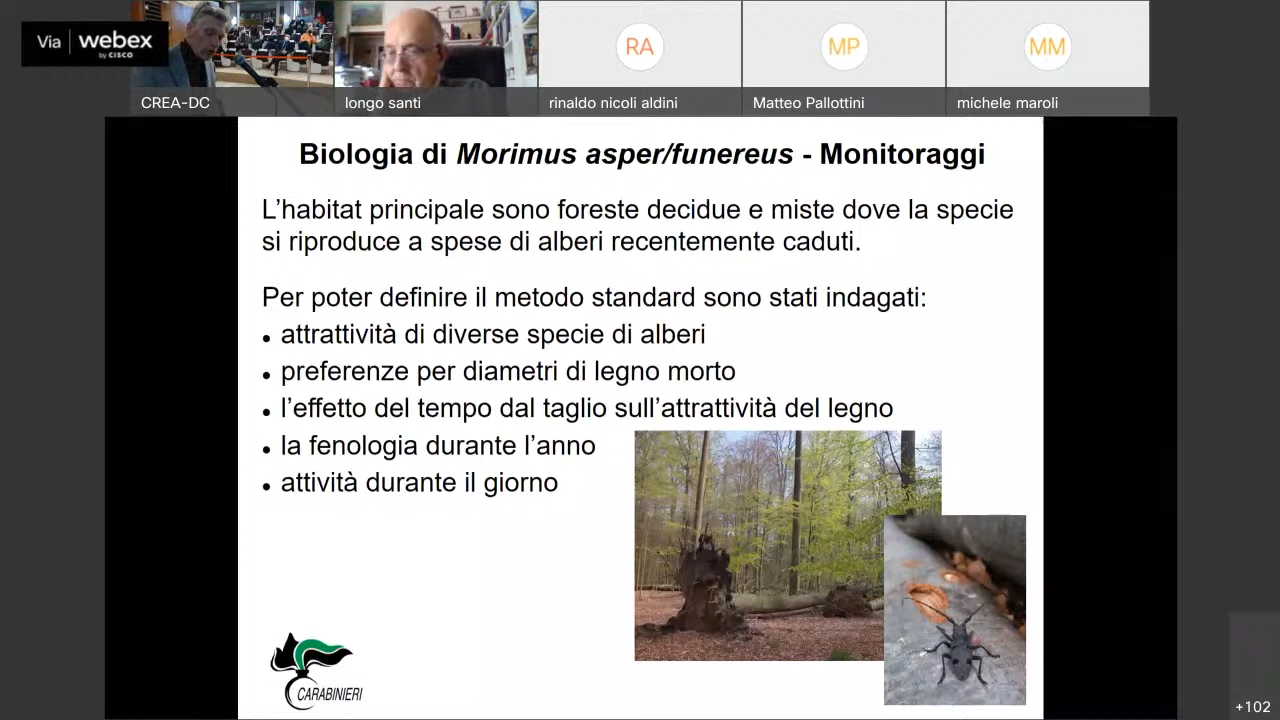 Via webex
by CISCO
CREA-DC
longo santi
RA
rinaldo nicoli aldini
MP
Matteo Pallottini
MM
michele maroli
Biologia di Morimus asper/funereus - Monitoraggi
L’habitat principale sono foreste decidue e miste dove la specie
si riproduce a spese di alberi recentemente caduti.
Per poter definire il metodo standard sono stati indagati:
• attrattività di diverse specie di alberi
• preferenze per diametri di legno morto
• l’effetto del tempo dal taglio sull’attrattività del legno
• la fenologia durante l’anno
• attività durante il giorno
CARABINIERI
+102